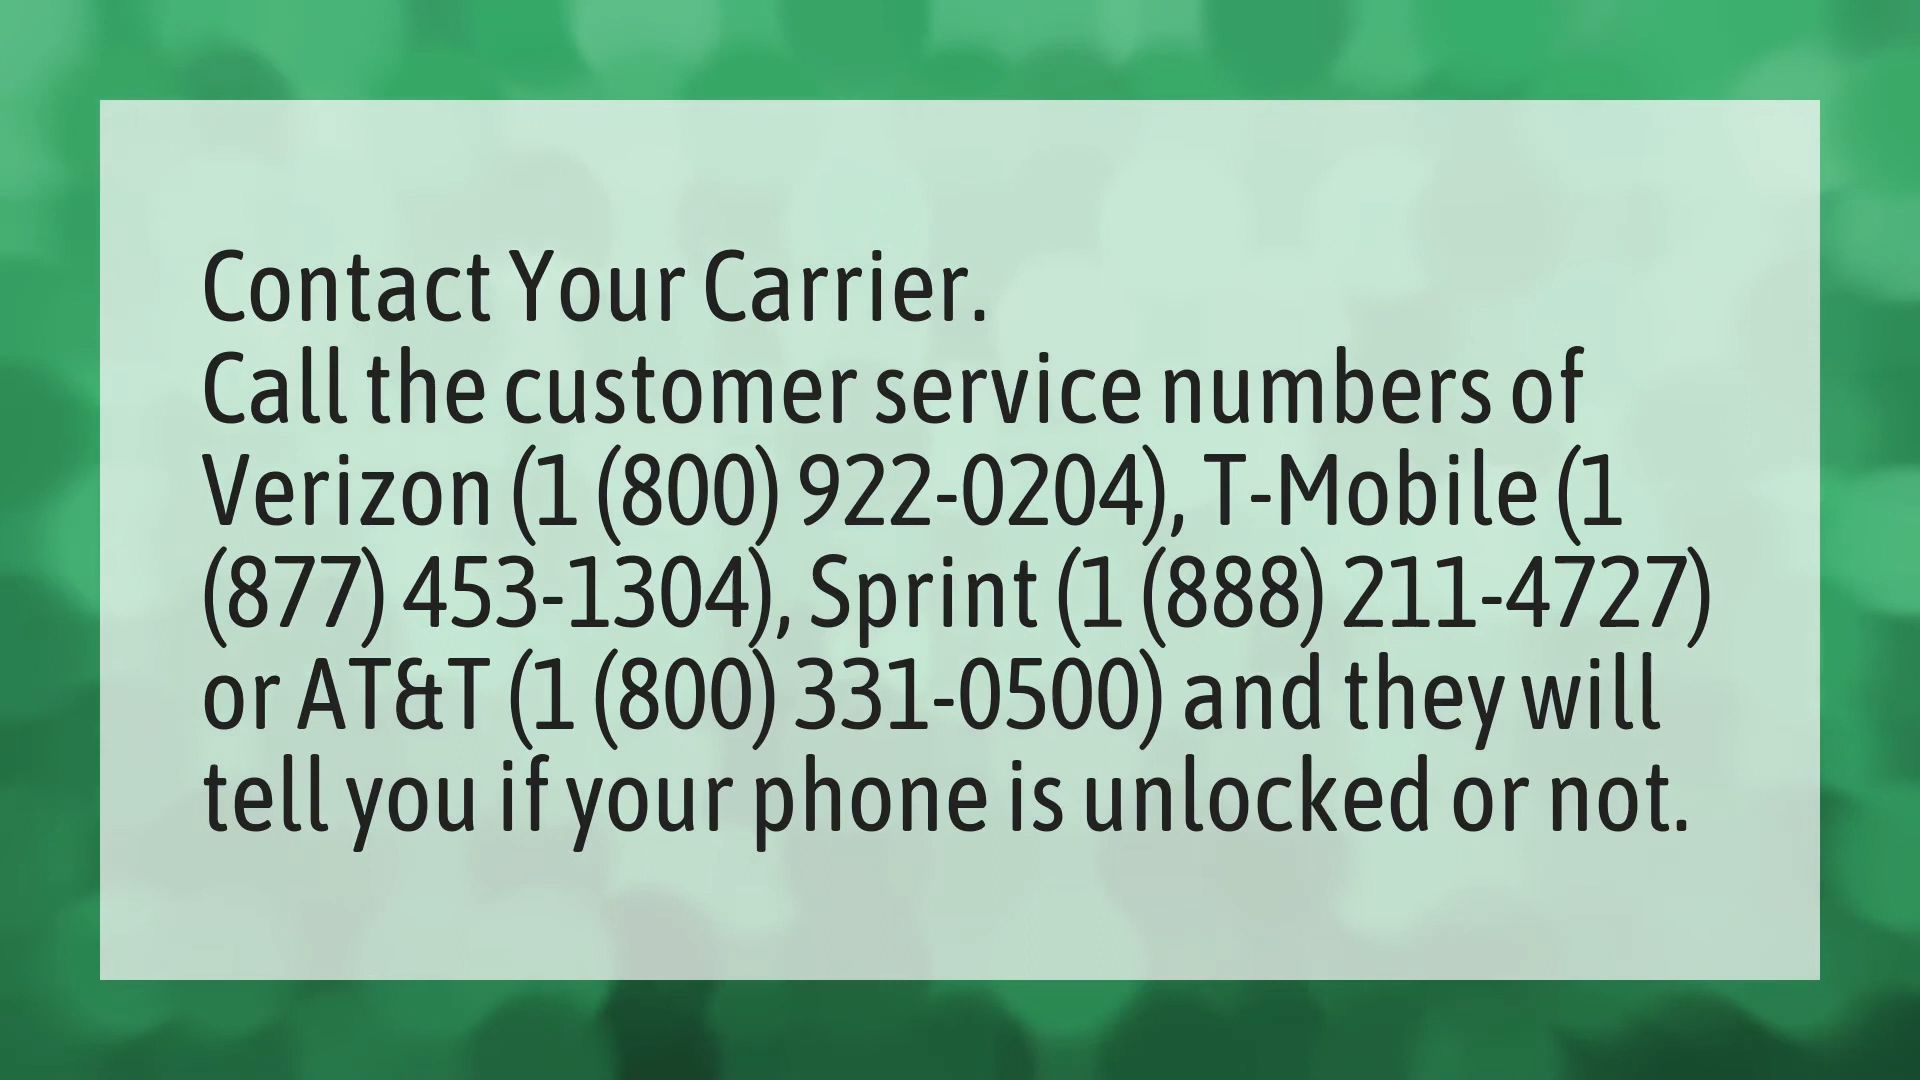 Contact Your Carrier.
Call the customer service numbers of
Verizon (1 (800) 922-0204), T-Mobile (1
(877) 453-1304), Sprint (1 (888) 211-4727)
or AT&T (1 (800) 331-0500) and they will
tell you if your phone is unlocked or not.